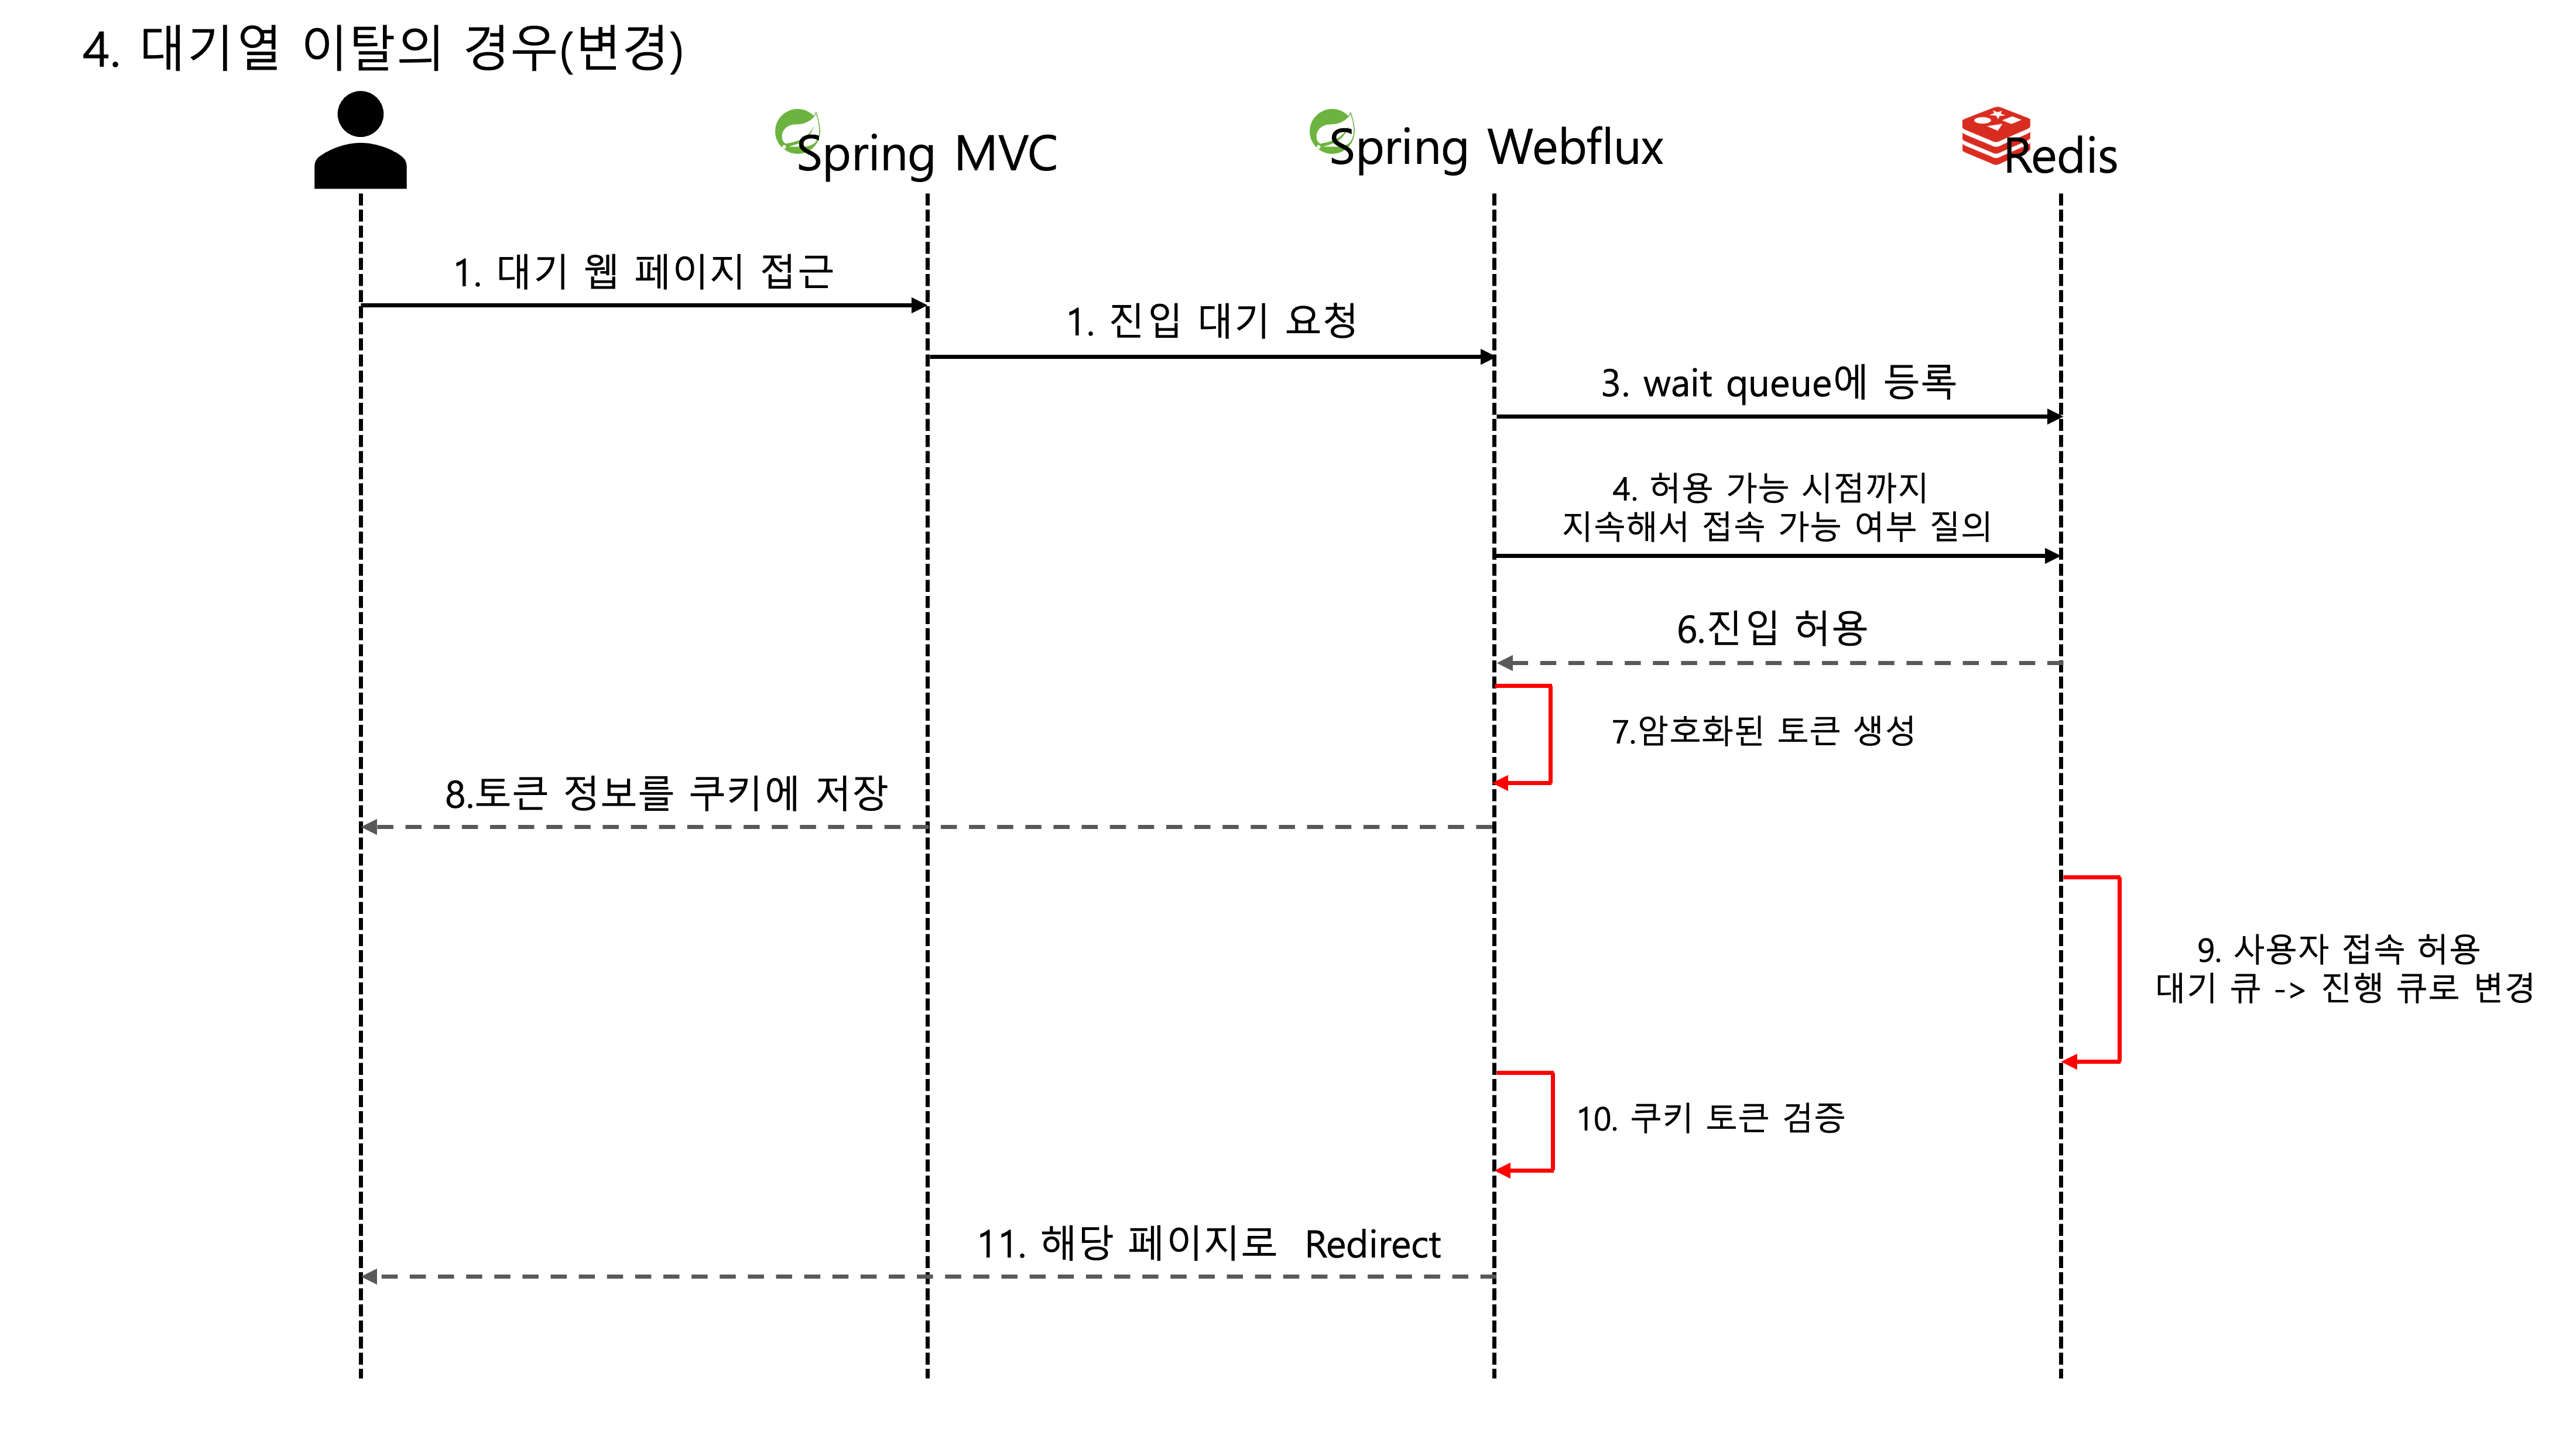 4. 대기열 이탈의 경우(변경)
Spring MVC
Spring Webflux
Redis
1. 대기 웹 페이지 접근
1. 진입 대기 요청
3. wait queue에 등록
4. 허용 가능 시점까지
지속해서 접속 가능 여부 질의
6.진입 허용
7.암호화된 토큰 생성
8.토큰 정보를 쿠키에 저장
9. 사용자 접속 허용
대기 큐 -> 진행 큐로 변경
10. 쿠키 토큰 검증
11. 해당 페이지로 Redirect